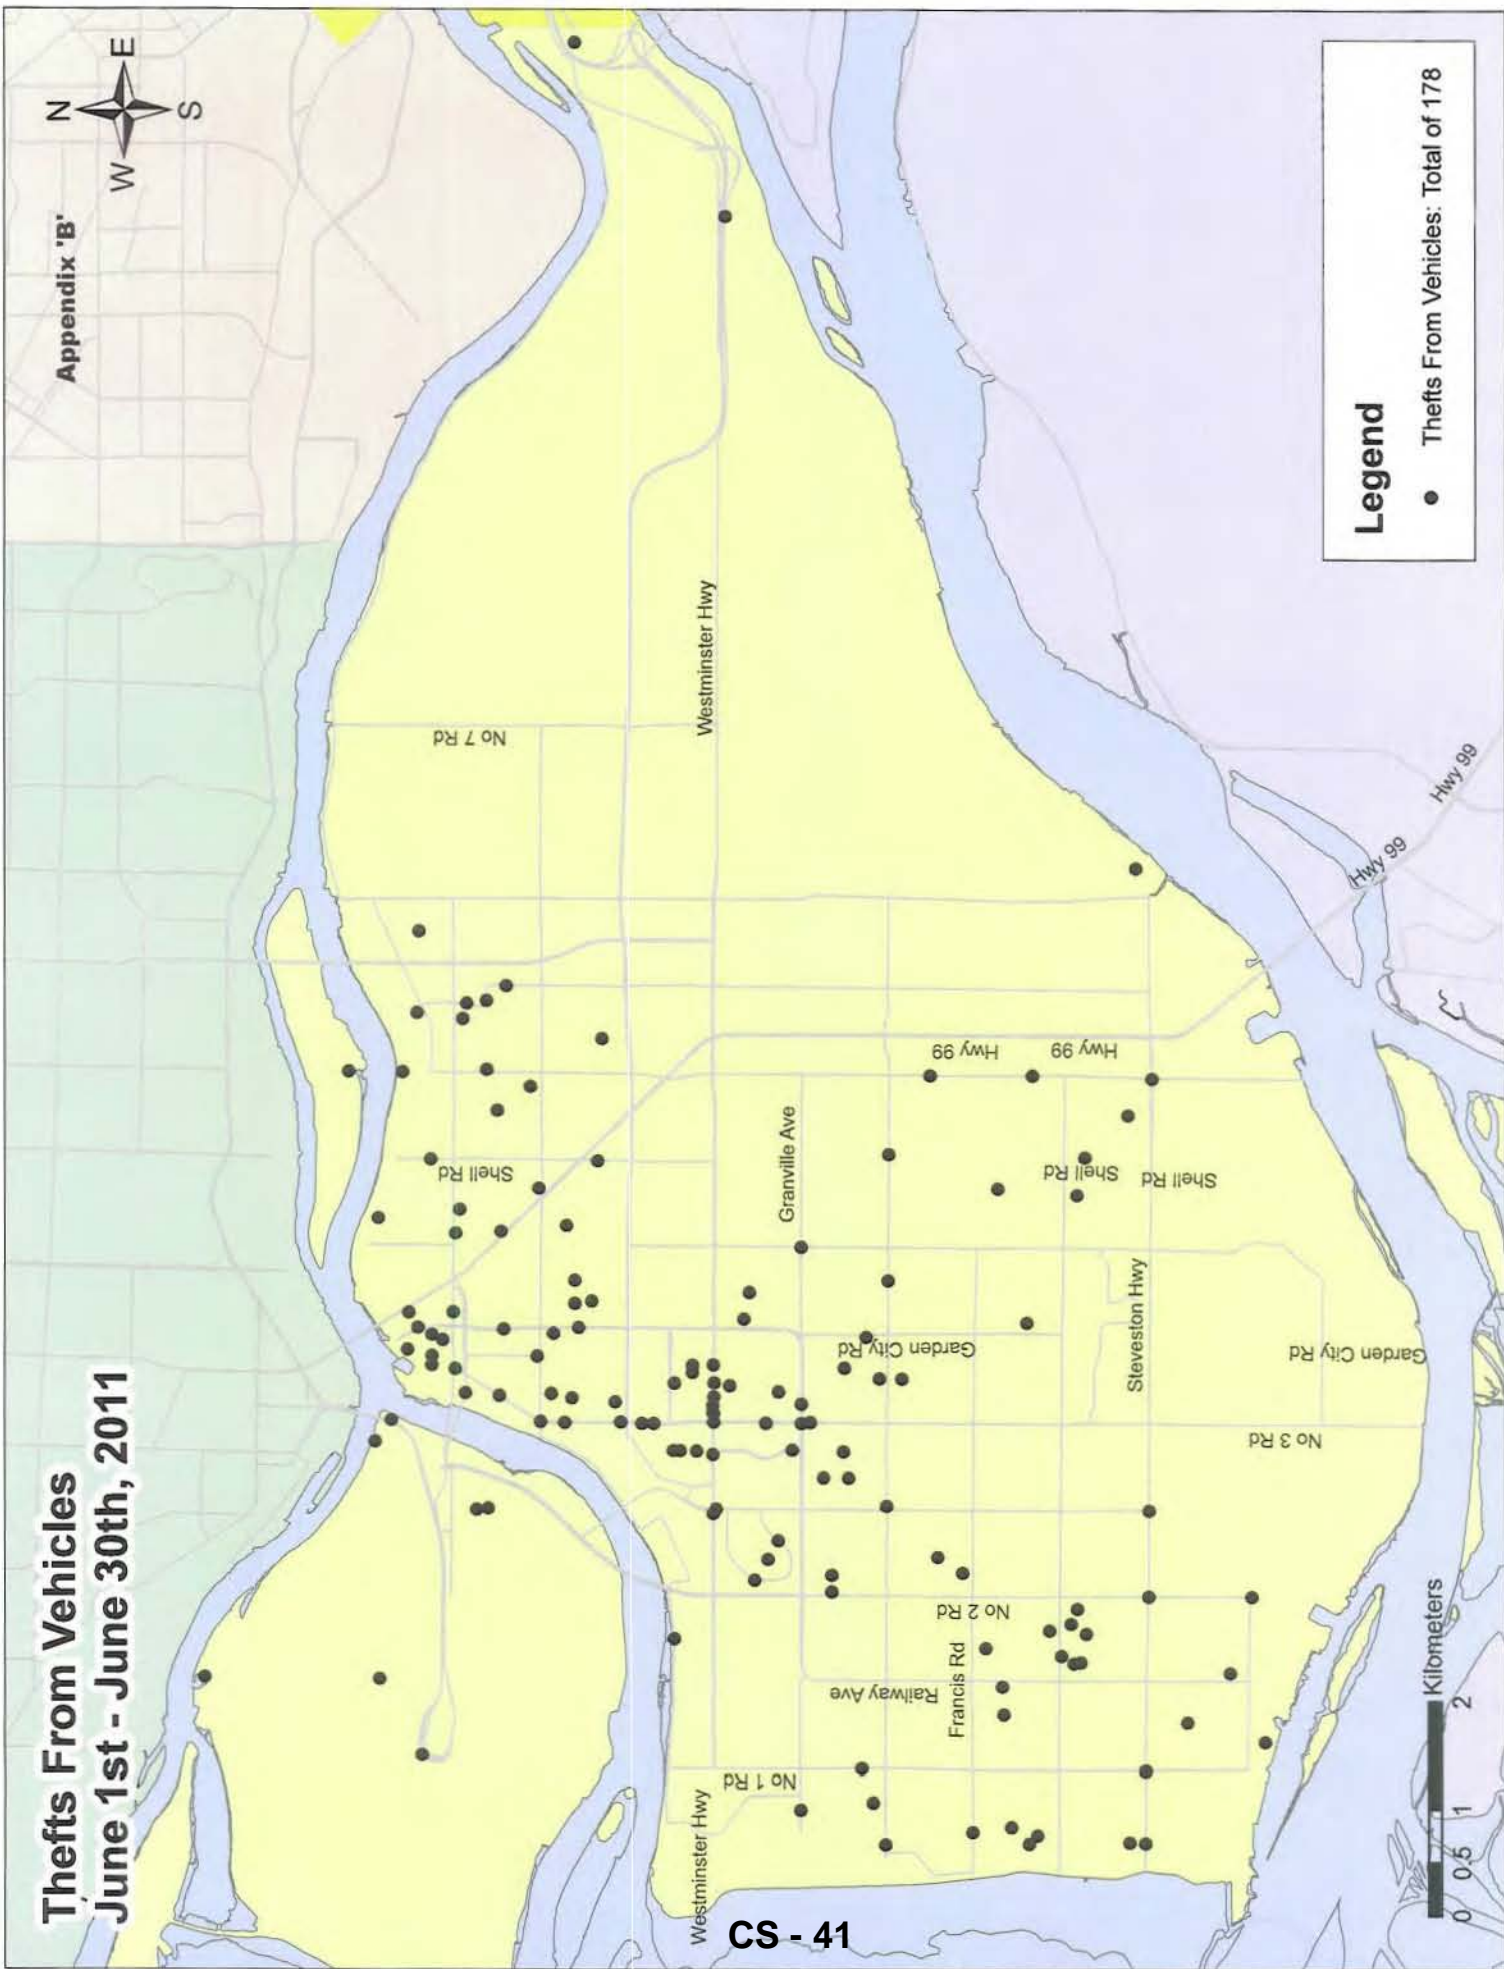 Thefts From Vehicles
June 1st - June 30th, 2011
Appendix 'B'
N
W
E
S
No 7 Rd
Westminster Hwy
Hwy 99
Hwy 99
Hwy 99
Hwy 99
Shell Rd
Granville Ave
Shell Rd
Shell Rd
Garden City Rd
Steveston Hwy
Garden City Rd
No 3 Rd
No 2 Rd
Francis Rd
Railway Ave
No 1 Rd
Westminster Hwy
0 0.5 1 2
Kilometers
Legend
Thefts From Vehicles: Total of 178
CS - 41